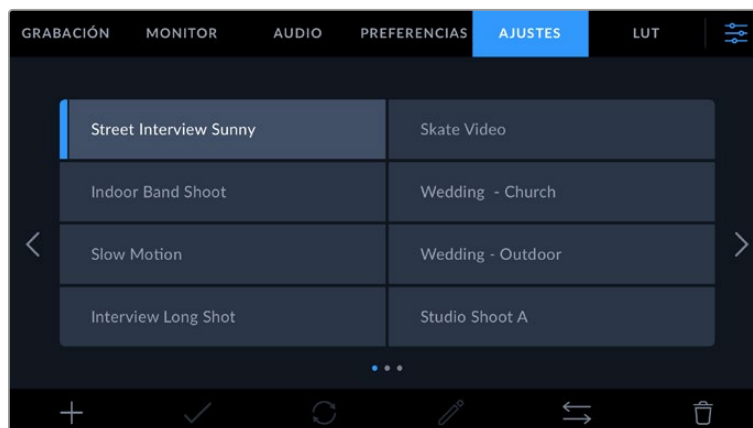 GRABACIÓN MONITOR AUDIO PREFERENCIAS AJUSTES LUT
Street Interview Sunny Skate Video
Indoor Band Shoot Wedding - Church
Slow Motion Wedding - Outdoor
Interview Long Shot Studio Shoot A